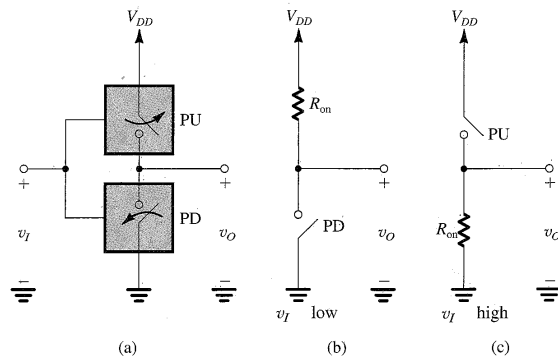 V_DD
PU
+
+
v_I
PD
v_O
−
−
(a)
V_DD
R_on
+
PD
v_O
−
v_I low
(b)
V_DD
PU
+
R_on
v_O
−
v_I high
(c)